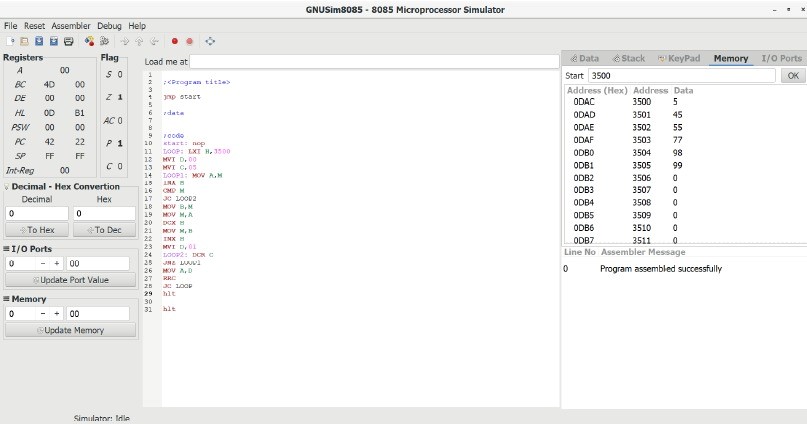 GNUSim8085 - 8085 Microprocessor Simulator
File Reset Assembler Debug Help
Registers
A 00
BC 4D 00
DE 00 00
HL 0D B1
PSW 00 00
PC 42 22
SP FF FF
Int-Reg 00
Flag
S 0
Z 1
AC 0
P 1
C 0
Decimal - Hex Convertion
Decimal Hex
0 0
To Hex To Dec
I/O Ports
0 - + 00
Update Port Value
Memory
0 - + 00
Update Memory
Load me at
1
2 ;<Program title>
3
4 jmp start
5
6 ;data
7
8
9 ;code
10 start: nop
11 LOOP: LXI H,3500
12 MVI D,00
13 MVI C,05
14 LOOP1: MOV A,M
15 INX H
16 CMP M
17 JC LOOP2
18 MOV B,M
19 MOV M,A
20 DCX H
21 MOV M,B
22 INX H
23 MVI D,01
24 LOOP2: DCR C
25 JNZ LOOP1
26 MOV A,D
27 RRC
28 JC LOOP
29 hlt
30
31 hlt
Data Stack KeyPad Memory I/O Ports
Start 3500 OK
Address (Hex) Address Data
0DAC 3500 5
0DAD 3501 45
0DAE 3502 55
0DAF 3503 77
0DB0 3504 98
0DB1 3505 99
0DB2 3506 0
0DB3 3507 0
0DB4 3508 0
0DB5 3509 0
0DB6 3510 0
0DB7 3511 0
Line No Assembler Message
0 Program assembled successfully
Simulator: Idle